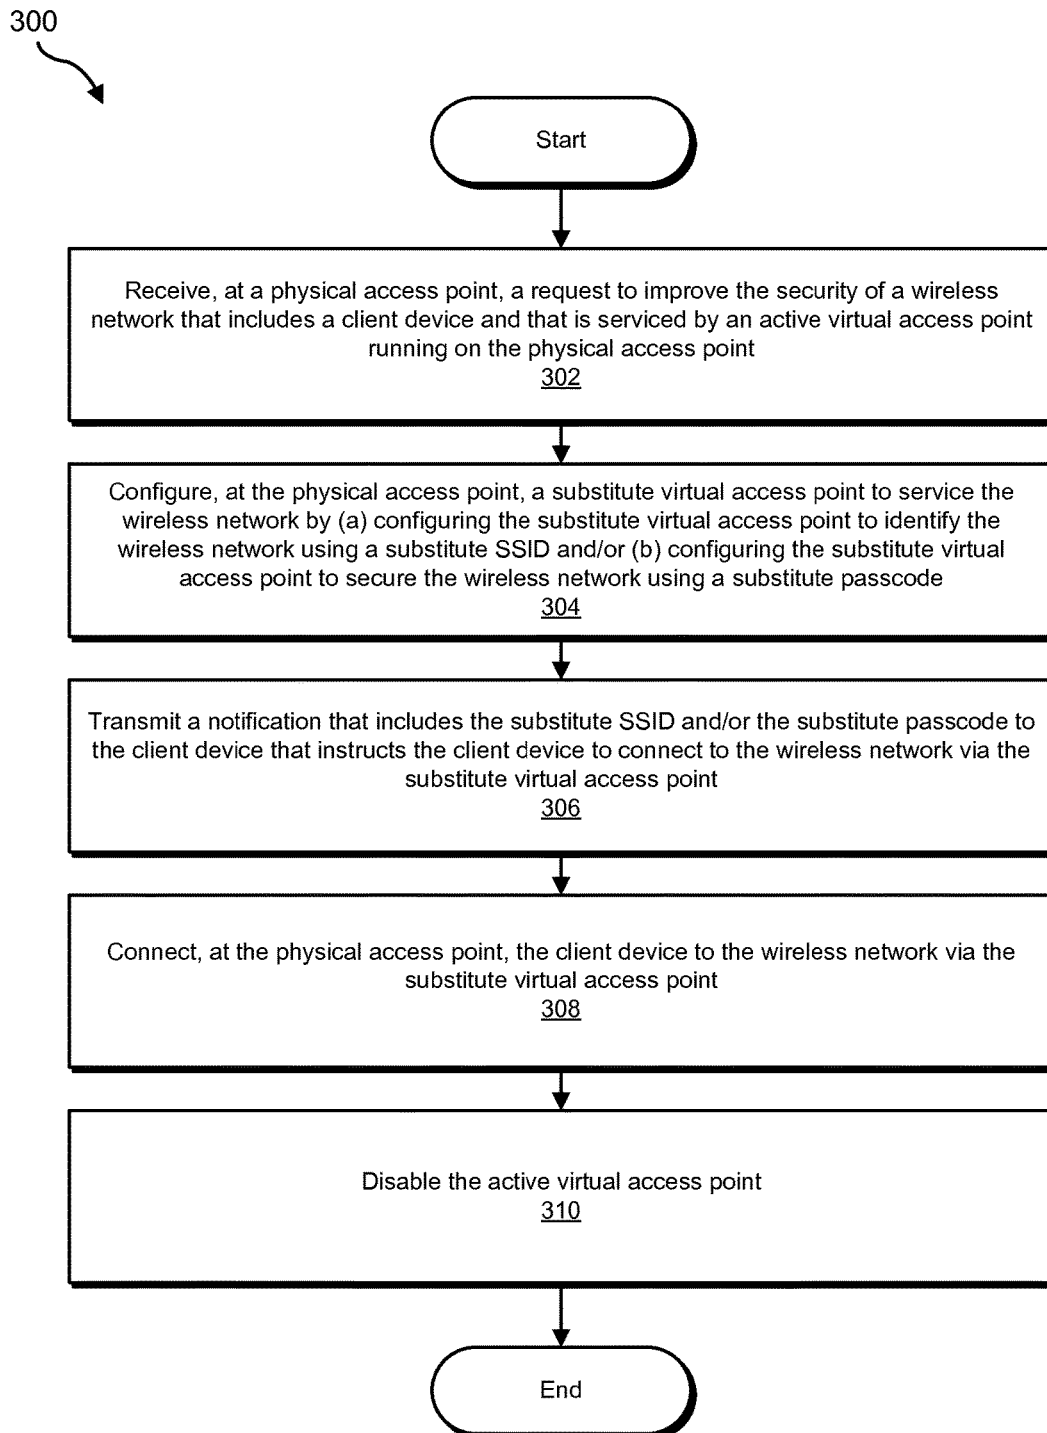 300
Start
Receive, at a physical access point, a request to improve the security of a wireless
network that includes a client device and that is serviced by an active virtual access point
running on the physical access point
302
Configure, at the physical access point, a substitute virtual access point to service the
wireless network by (a) configuring the substitute virtual access point to identify the
wireless network using a substitute SSID and/or (b) configuring the substitute virtual
access point to secure the wireless network using a substitute passcode
304
Transmit a notification that includes the substitute SSID and/or the substitute passcode to
the client device that instructs the client device to connect to the wireless network via the
substitute virtual access point
306
Connect, at the physical access point, the client device to the wireless network via the
substitute virtual access point
308
Disable the active virtual access point
310
End